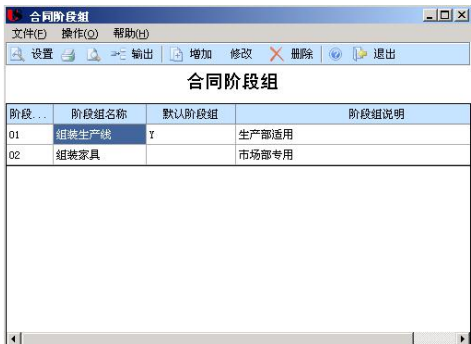 合同阶段组
文件(F) 操作(O) 帮助(H)
设置 输出 增加 修改 删除 退出
合同阶段组
阶段... 阶段组名称 默认阶段组 阶段组说明
01 组装生产线 Y 生产部适用
02 组装家具 市场部专用